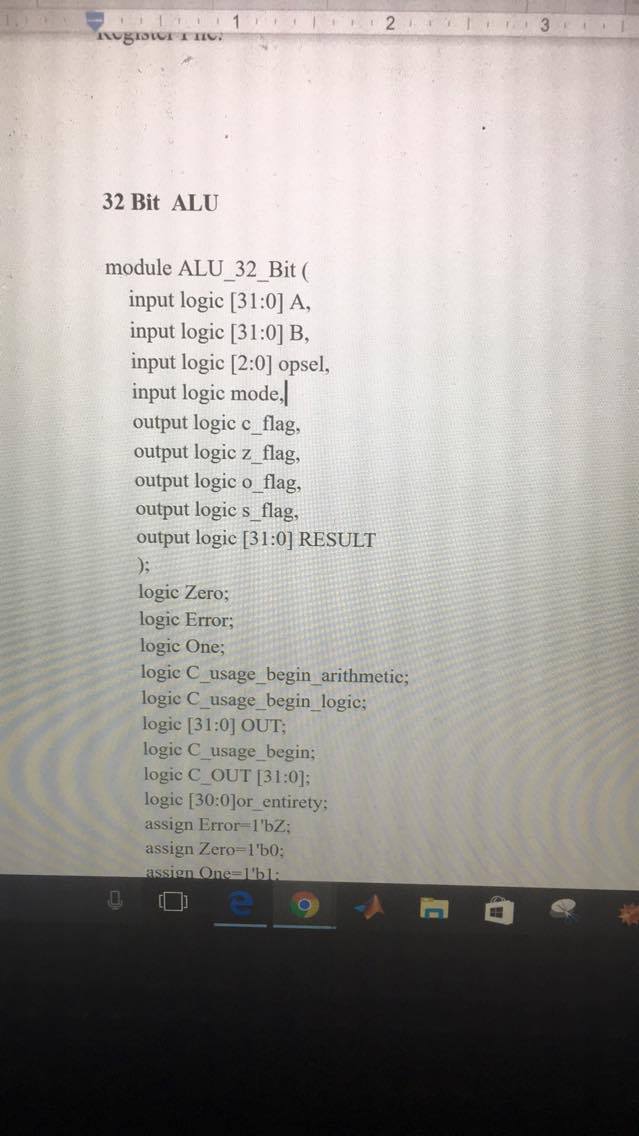 1 2 3
Register File:
32 Bit ALU
module ALU_32_Bit (
input logic [31:0] A,
input logic [31:0] B,
input logic [2:0] opsel,
input logic mode,
output logic c_flag,
output logic z_flag,
output logic o_flag,
output logic s_flag,
output logic [31:0] RESULT
);
logic Zero;
logic Error;
logic One;
logic C_usage_begin_arithmetic;
logic C_usage_begin_logic;
logic [31:0] OUT;
logic C_usage_begin;
logic C_OUT [31:0];
logic [30:0]or_entirety;
assign Error=1'bZ;
assign Zero=1'b0;
assign One=1'b1;